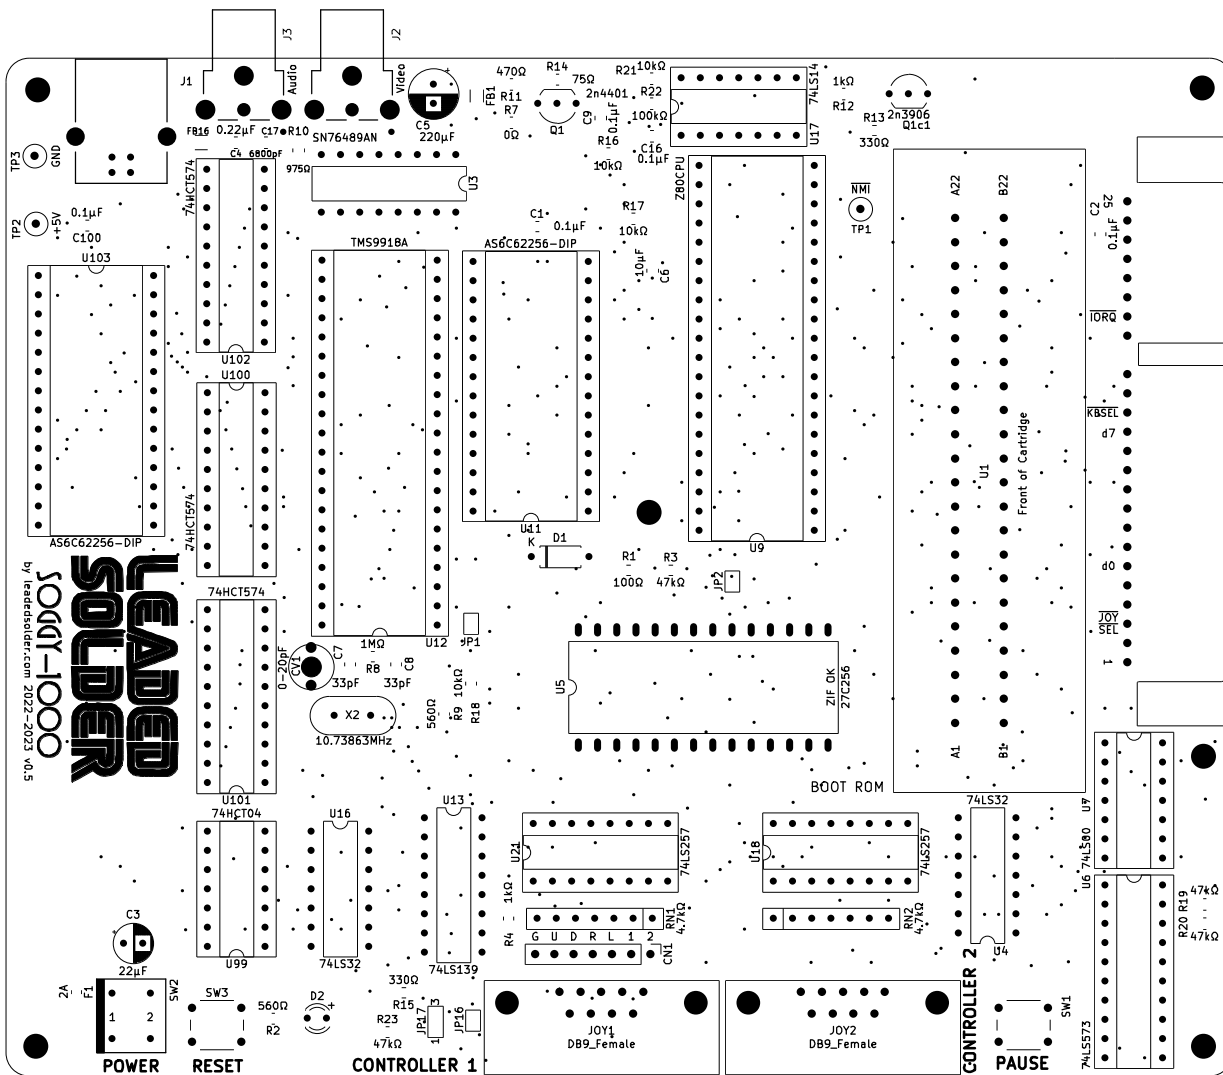 J3
J2
J1
Audio
Video
470Ω
R14
75Ω
R21
10kΩ
2n4401
R11
R7
FB1
R22
100kΩ
74LS14
1kΩ
R12
2n3906
Q1c1
R13
330Ω
TP3
GND
FB16
0.22µF
C17
R10
SN76489AN
C5
220µF
0Ω
Q1
C9
0.1µF
R16
10kΩ
C16
0.1µF
U17
C4
6800pF
975Ω
74HCT574
U3
Z80CPU
NMI
TP1
A22
B22
TP2
+5V
0.1µF
C100
U103
TMS9918A
C1
0.1µF
AS6C62256-DIP
R17
10kΩ
10µF
C6
25
C2
0.1µF
IORQ
U102
U100
KBSEL
d7
U1
Front of Cartridge
74HCT574
AS6C62256-DIP
U11
U9
K
D1
R1
100Ω
R3
47kΩ
JP2
d0
JOY
SEL
1
LEADED
SOLDER
SOGGY-1000
by leadedsolder.com 2022-2023 v0.5
74HCT574
1MΩ
U12
JP1
0-20pF
CV1
C7
R8
C8
33pF
33pF
10kΩ
X2
560Ω
R9
R18
10.73863MHz
U5
ZIF OK
27C256
A1
B1
BOOT ROM
U101
74HCT04
U16
U13
74LS32
U7
74LS00
U21
74LS257
U18
74LS257
U6
47kΩ
R19
R20
47kΩ
1kΩ
R4
RN1
4.7kΩ
G U D R L 1 2
CN1
RN2
4.7kΩ
C3
22µF
U99
74LS32
74LS139
U4
2A
F1
SW2
1 2
POWER
SW3
RESET
560Ω
R2
D2
330Ω
R15
R23
47kΩ
JP17
3
1
JP16
CONTROLLER 1
JOY1
DB9_Female
JOY2
DB9_Female
CONTROLLER 2
SW1
PAUSE
74LS573